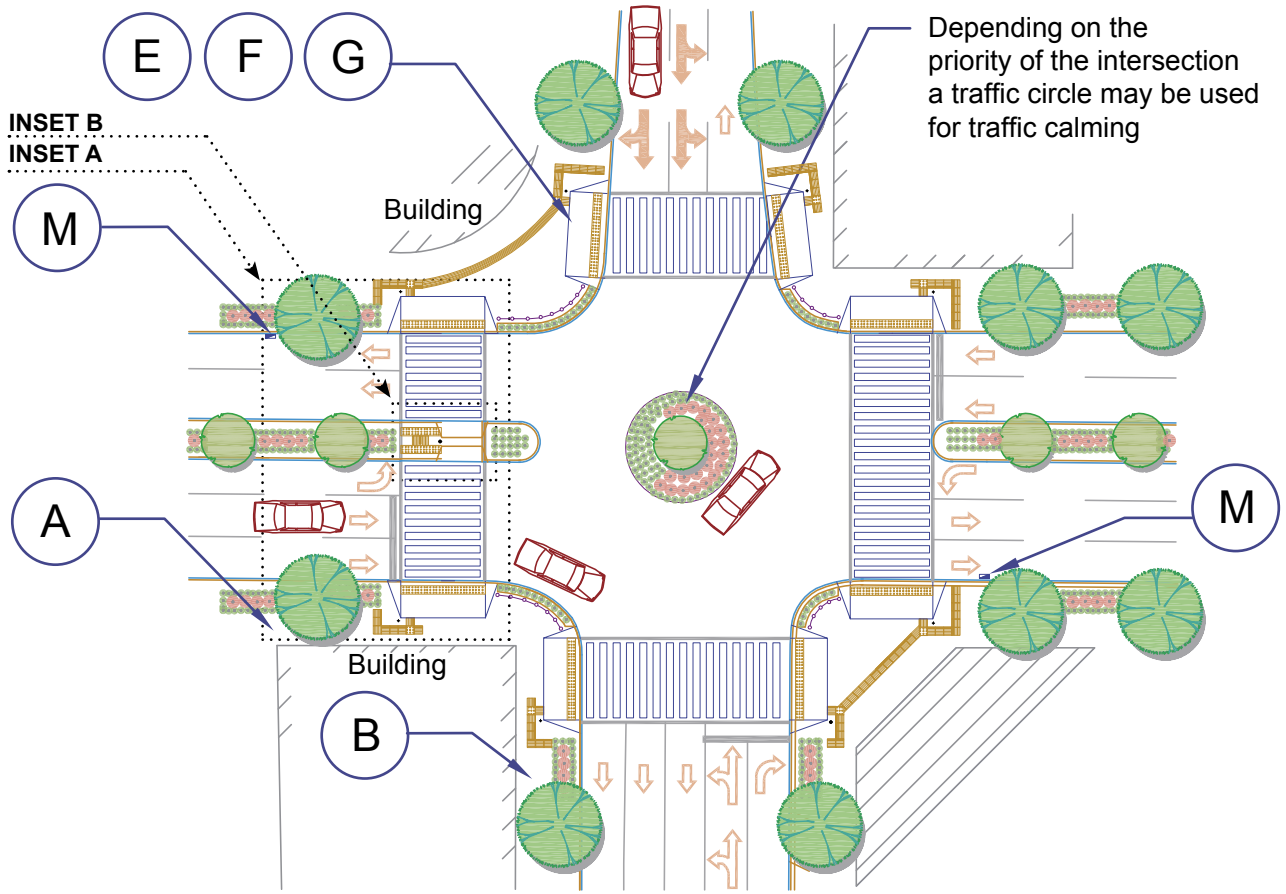 E F G
Depending on the
priority of the intersection
a traffic circle may be used
for traffic calming
INSET B
INSET A
M
Building
A
M
Building
B